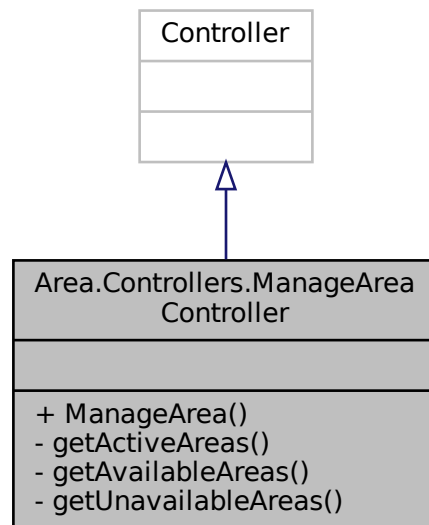 Controller
Area.Controllers.ManageArea
Controller
+ ManageArea()
- getActiveAreas()
- getAvailableAreas()
- getUnavailableAreas()